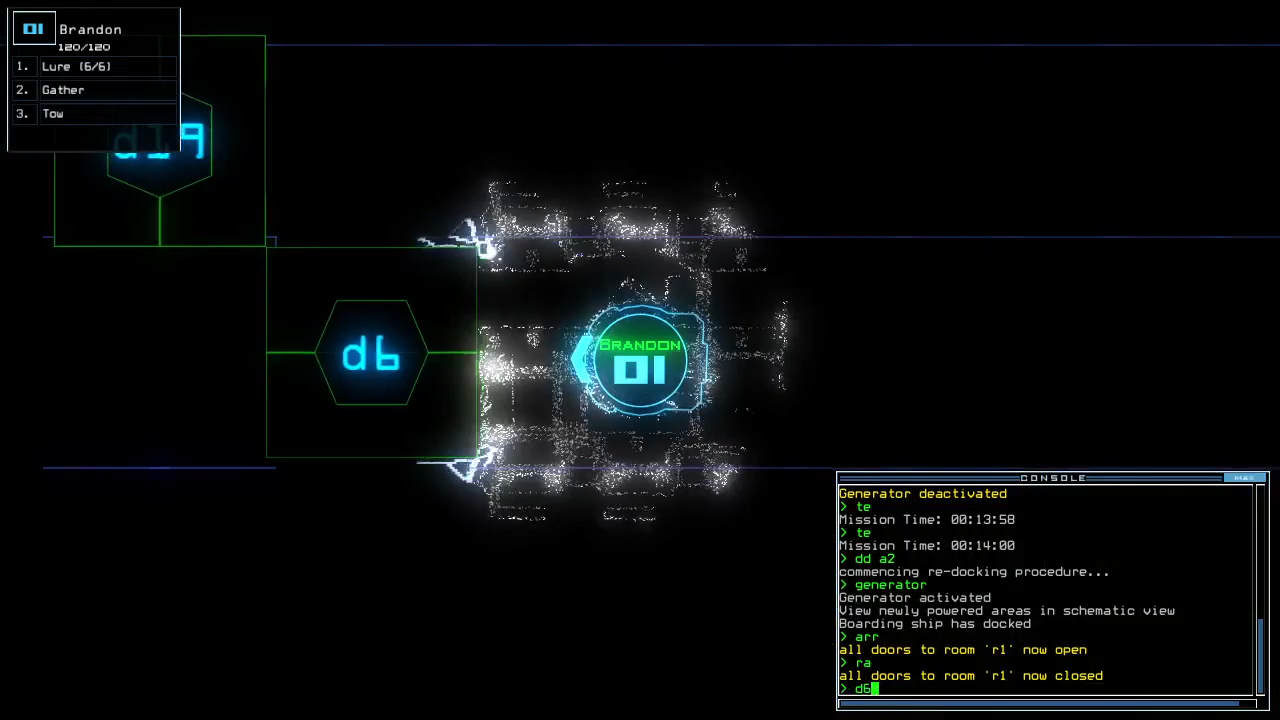 01 Brandon
120/120
1. Lure (6/6)
2. Gather
3. Tow
d19
d6
BRANDON
01
CONSOLE
MAX
Generator deactivated
> te
Mission Time: 00:13:58
> te
Mission Time: 00:14:00
> dd a2
commencing re-docking procedure...
> generator
Generator activated
View newly powered areas in schematic view
Boarding ship has docked
> arr
all doors to room 'r1' now open
> ra
all doors to room 'r1' now closed
> d6